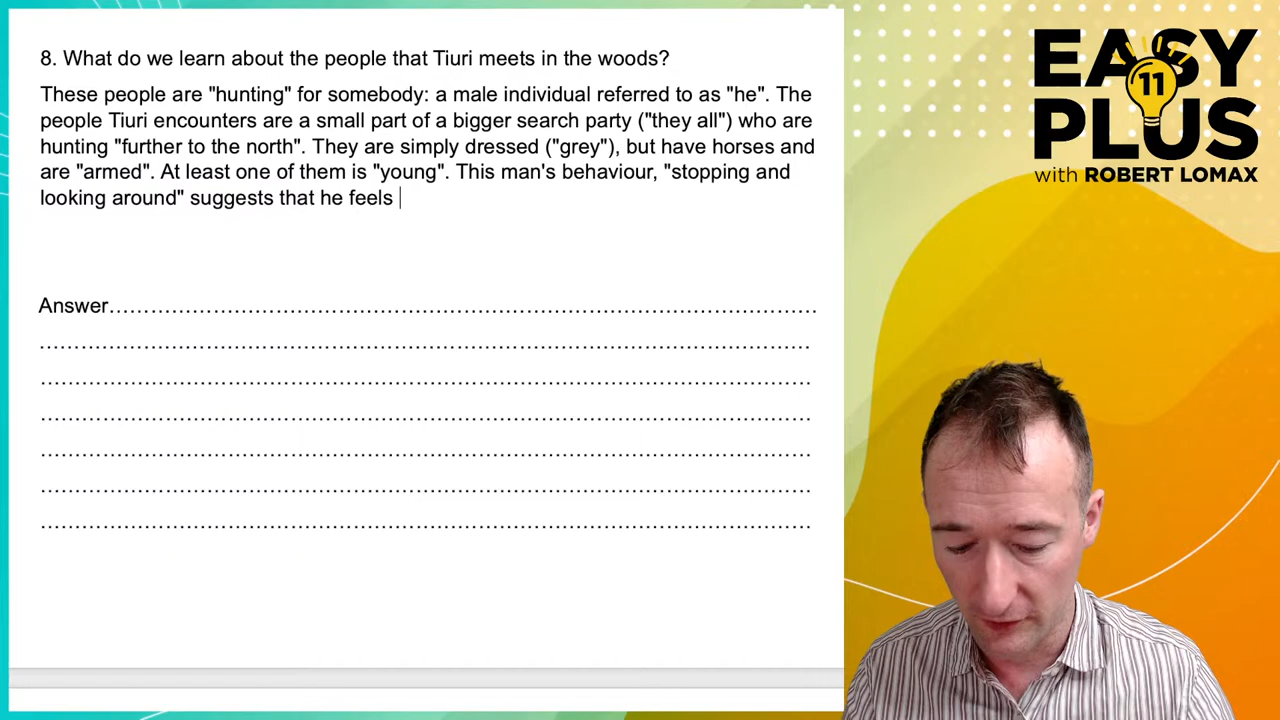 8. What do we learn about the people that Tiuri meets in the woods?
These people are "hunting" for somebody: a male individual referred to as "he". The
people Tiuri encounters are a small part of a bigger search party ("they all") who are
hunting "further to the north". They are simply dressed ("grey"), but have horses and
are "armed". At least one of them is "young". This man's behaviour, "stopping and
looking around" suggests that he feels
Answer
EASY
11
PLUS
with ROBERT LOMAX